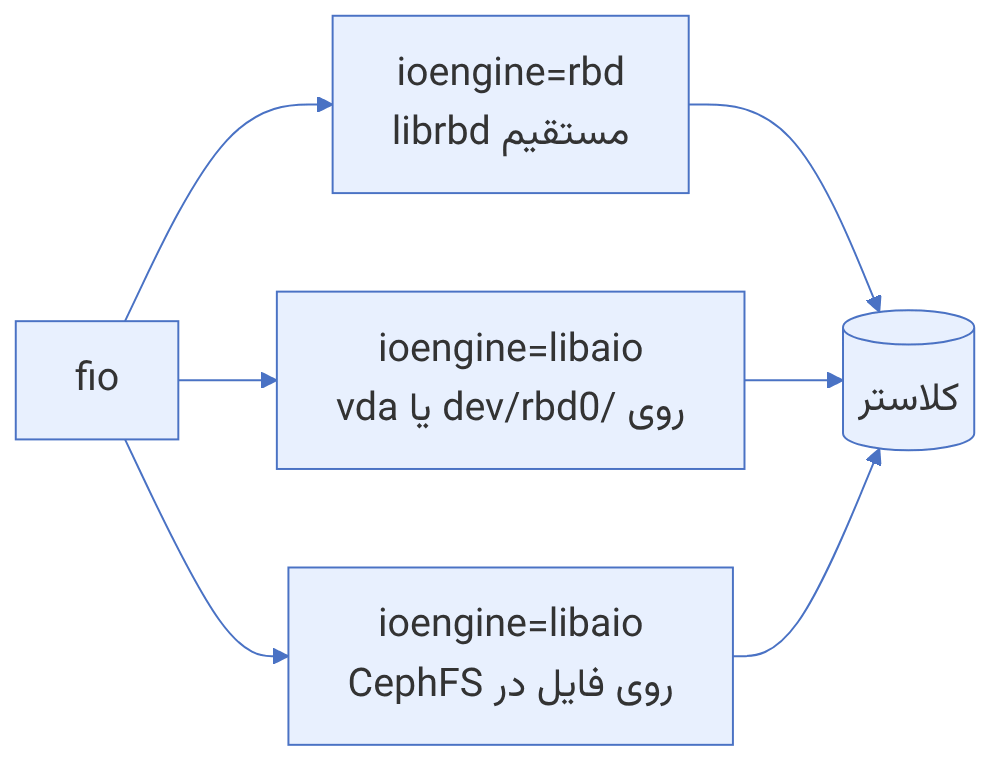 ioengine=rbd
librbd مستقیم
fio
ioengine=libaio
روی /dev/rbd0 یا vda
کلاستر
ioengine=libaio
روی فایل در CephFS